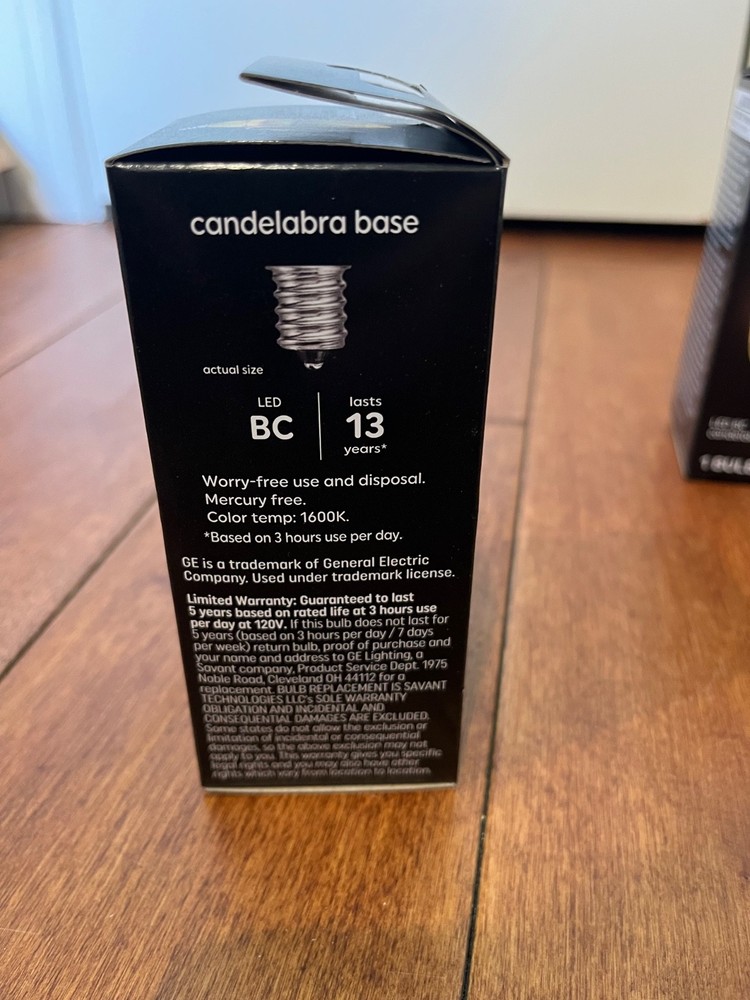 candelabra base
actual size
LED
BC
lasts
13
years*
Worry-free use and disposal.
Mercury free.
Color temp: 1600K.
*Based on 3 hours use per day.
GE is a trademark of General Electric
Company. Used under trademark license.
Limited Warranty: Guaranteed to last
5 years based on rated life at 3 hours use
per day at 120V. If this bulb does not last for
5 years (based on 3 hours per day / 7 days
per week) return bulb, proof of purchase and
your name and address to GE Lighting, a
Savant company, Product Service Dept. 1975
Noble Road, Cleveland OH 44112 for a
replacement. BULB REPLACEMENT IS SAVANT
TECHNOLOGIES LLC's SOLE WARRANTY
OBLIGATION AND INCIDENTAL AND
CONSEQUENTIAL DAMAGES ARE EXCLUDED.
Some states do not allow the exclusion or
limitation of incidental or consequential
damages, so the above exclusion may not
apply to you. This warranty gives you specific
legal rights and you may also have other
rights which vary from location to location.
LED BC
1 BUL